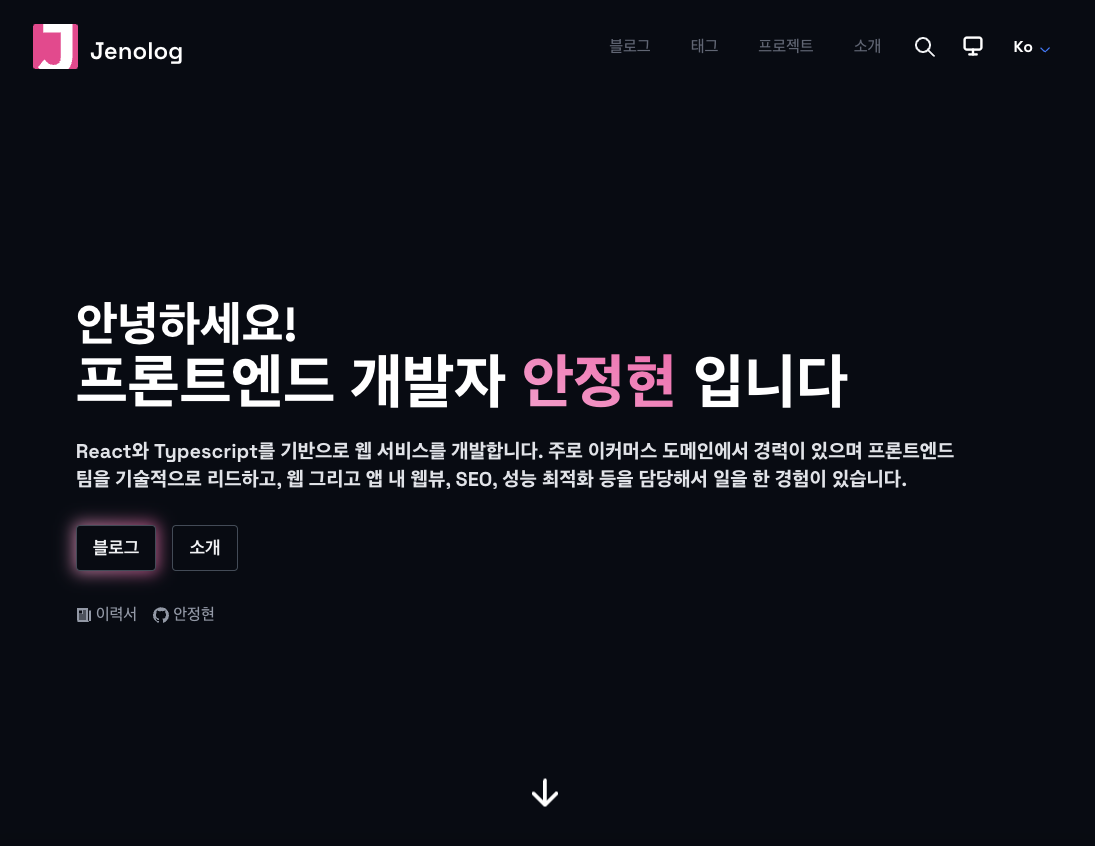 Jenolog
블로그 태그 프로젝트 소개 Ko
안녕하세요!
프론트엔드 개발자 안정현 입니다
React와 Typescript를 기반으로 웹 서비스를 개발합니다. 주로 이커머스 도메인에서 경력이 있으며 프론트엔드
팀을 기술적으로 리드하고, 웹 그리고 앱 내 웹뷰, SEO, 성능 최적화 등을 담당해서 일을 한 경험이 있습니다.
블로그 소개
이력서 안정현